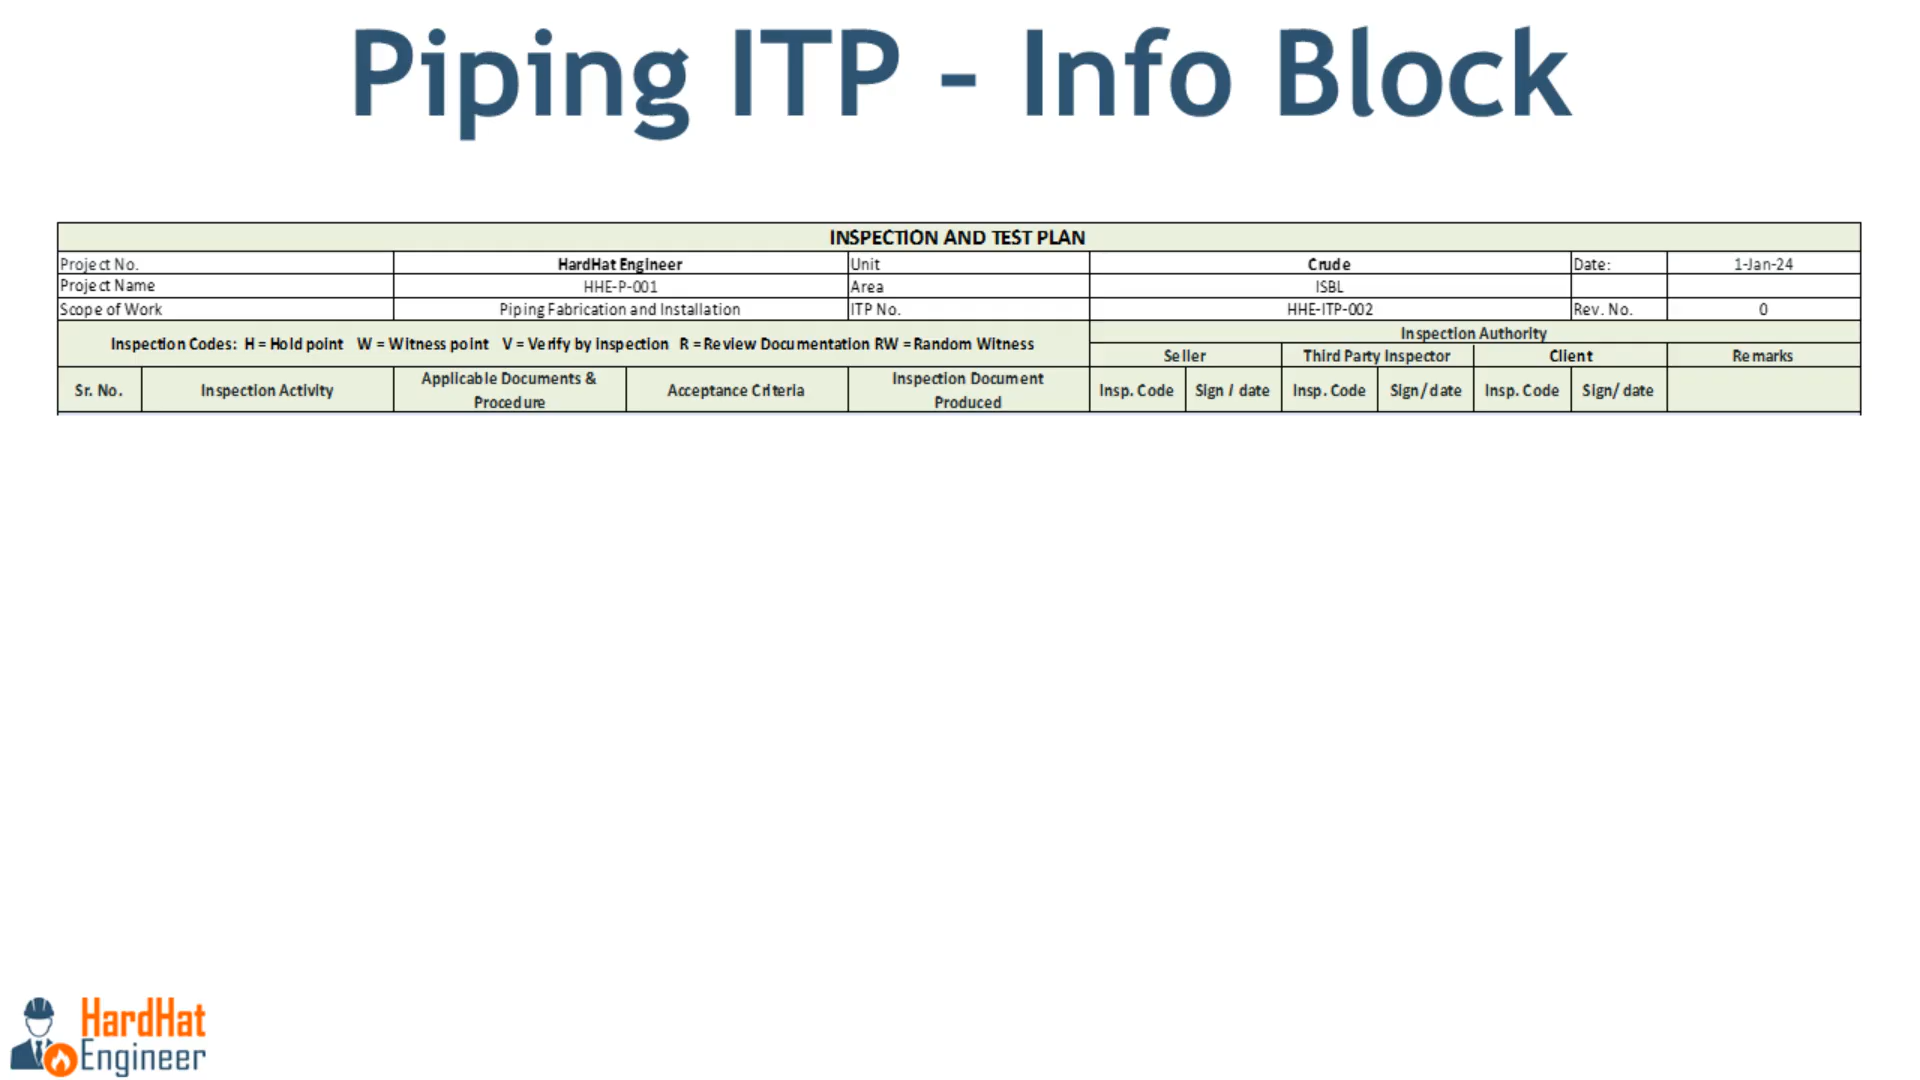 Piping ITP - Info Block
INSPECTION AND TEST PLAN
Project No. HardHat Engineer Unit Crude Date: 1-Jan-24
Project Name HHE-P-001 Area ISBL
Scope of Work Piping Fabrication and Installation ITP No. HHE-ITP-002 Rev. No. 0
Inspection Codes: H = Hold point W = Witness point V = Verify by inspection R = Review Documentation RW = Random Witness
Inspection Authority
Seller Third Party Inspector Client Remarks
Sr. No. Inspection Activity Applicable Documents & Procedure Acceptance Criteria Inspection Document Produced Insp. Code Sign / date Insp. Code Sign/date Insp. Code Sign/ date
HardHat
Engineer